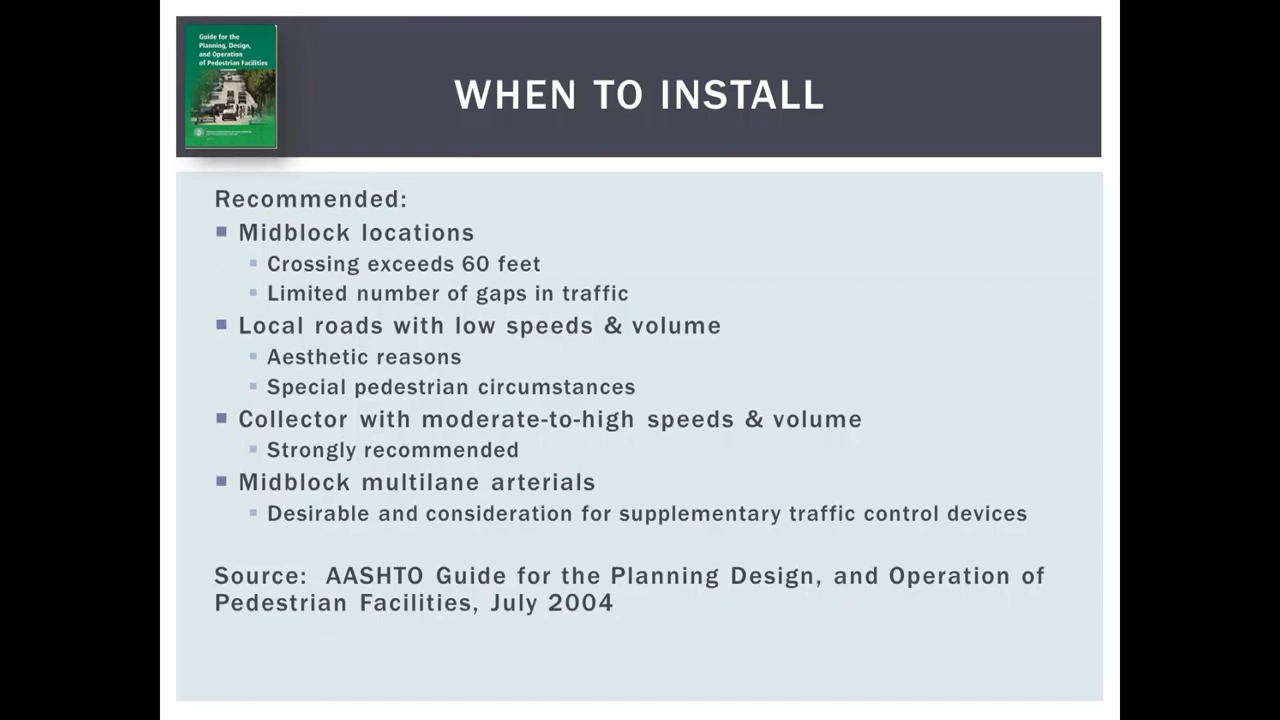 Guide for the
Planning, Design,
and Operation
of Pedestrian Facilities
WHEN TO INSTALL
Recommended:
Midblock locations
Crossing exceeds 60 feet
Limited number of gaps in traffic
Local roads with low speeds & volume
Aesthetic reasons
Special pedestrian circumstances
Collector with moderate-to-high speeds & volume
Strongly recommended
Midblock multilane arterials
Desirable and consideration for supplementary traffic control devices
Source: AASHTO Guide for the Planning Design, and Operation of
Pedestrian Facilities, July 2004